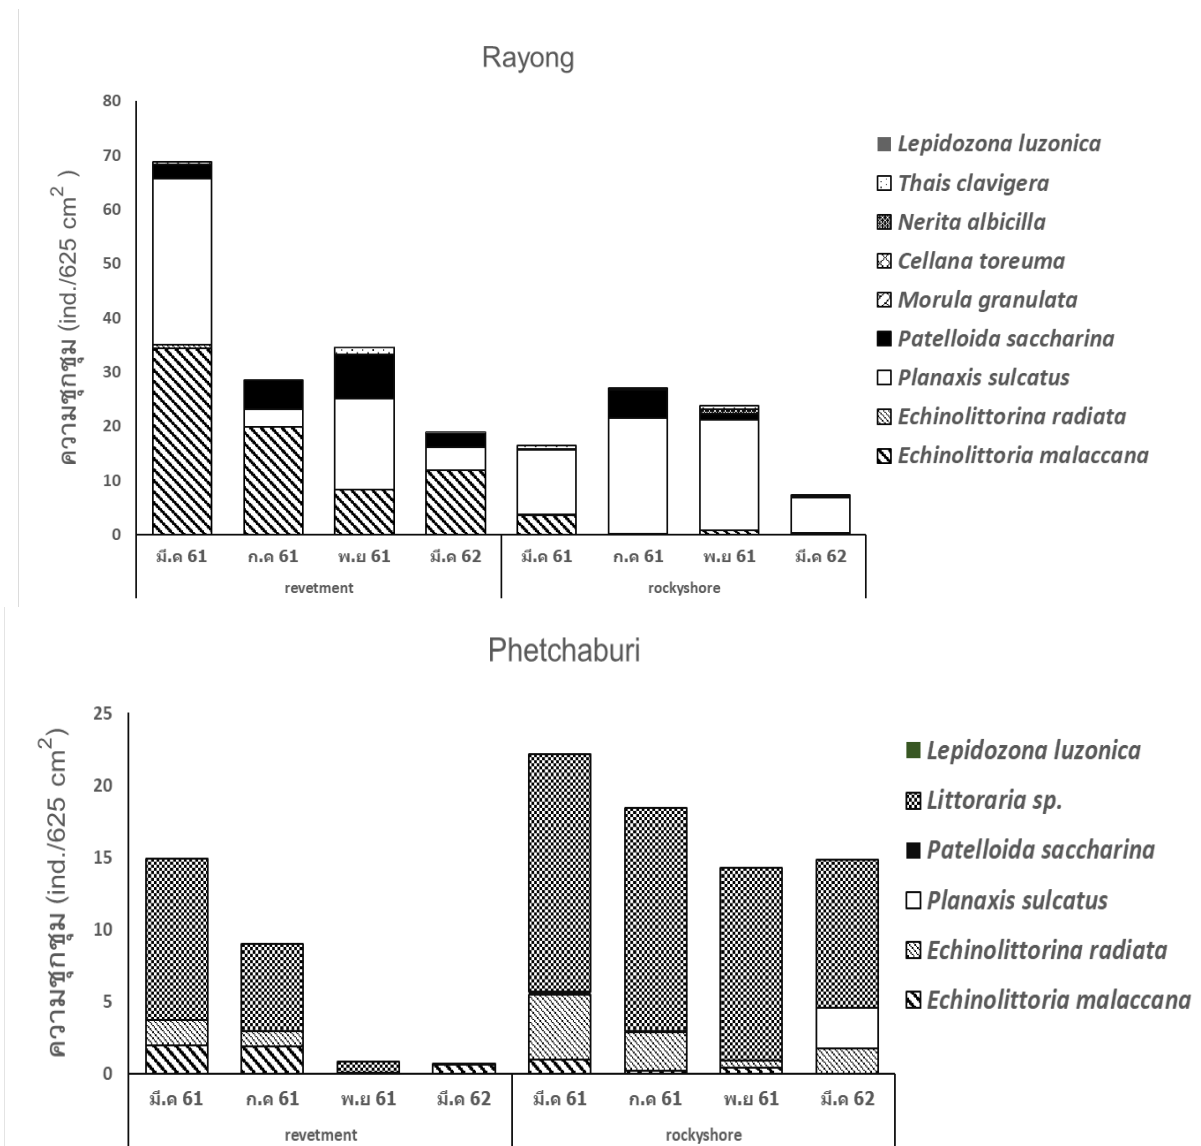 Rayong
ความชุกชุม (ind./625 cm2 )
80
70
60
50
40
30
20
10
0
มี.ค 61
ก.ค 61
พ.ย 61
มี.ค 62
มี.ค 61
ก.ค 61
พ.ย 61
มี.ค 62
revetment
rockyshore
Lepidozona luzonica
Thais clavigera
Nerita albicilla
Cellana toreuma
Morula granulata
Patelloida saccharina
Planaxis sulcatus
Echinolittorina radiata
Echinolittoria malaccana
Phetchaburi
ความชุกชุม (ind./625 cm2)
25
20
15
10
5
0
มี.ค 61
ก.ค 61
พ.ย 61
มี.ค 62
มี.ค 61
ก.ค 61
พ.ย 61
มี.ค 62
revetment
rockyshore
Lepidozona luzonica
Littoraria sp.
Patelloida saccharina
Planaxis sulcatus
Echinolittorina radiata
Echinolittoria malaccana